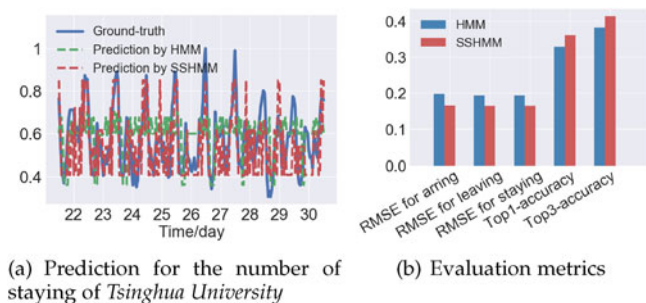 Ground-truth
Prediction by HMM
Prediction by SSHMM
1
0.8
0.6
0.4
22 23 24 25 26 27 28 29 30
Time/day
(a) Prediction for the number of
staying of Tsinghua University
HMM
SSHMM
0.4
0.3
0.2
0.1
0.0
RMSE for arring
RMSE for leaving
RMSE for staying
Top1-accuracy
Top3-accuracy
(b) Evaluation metrics